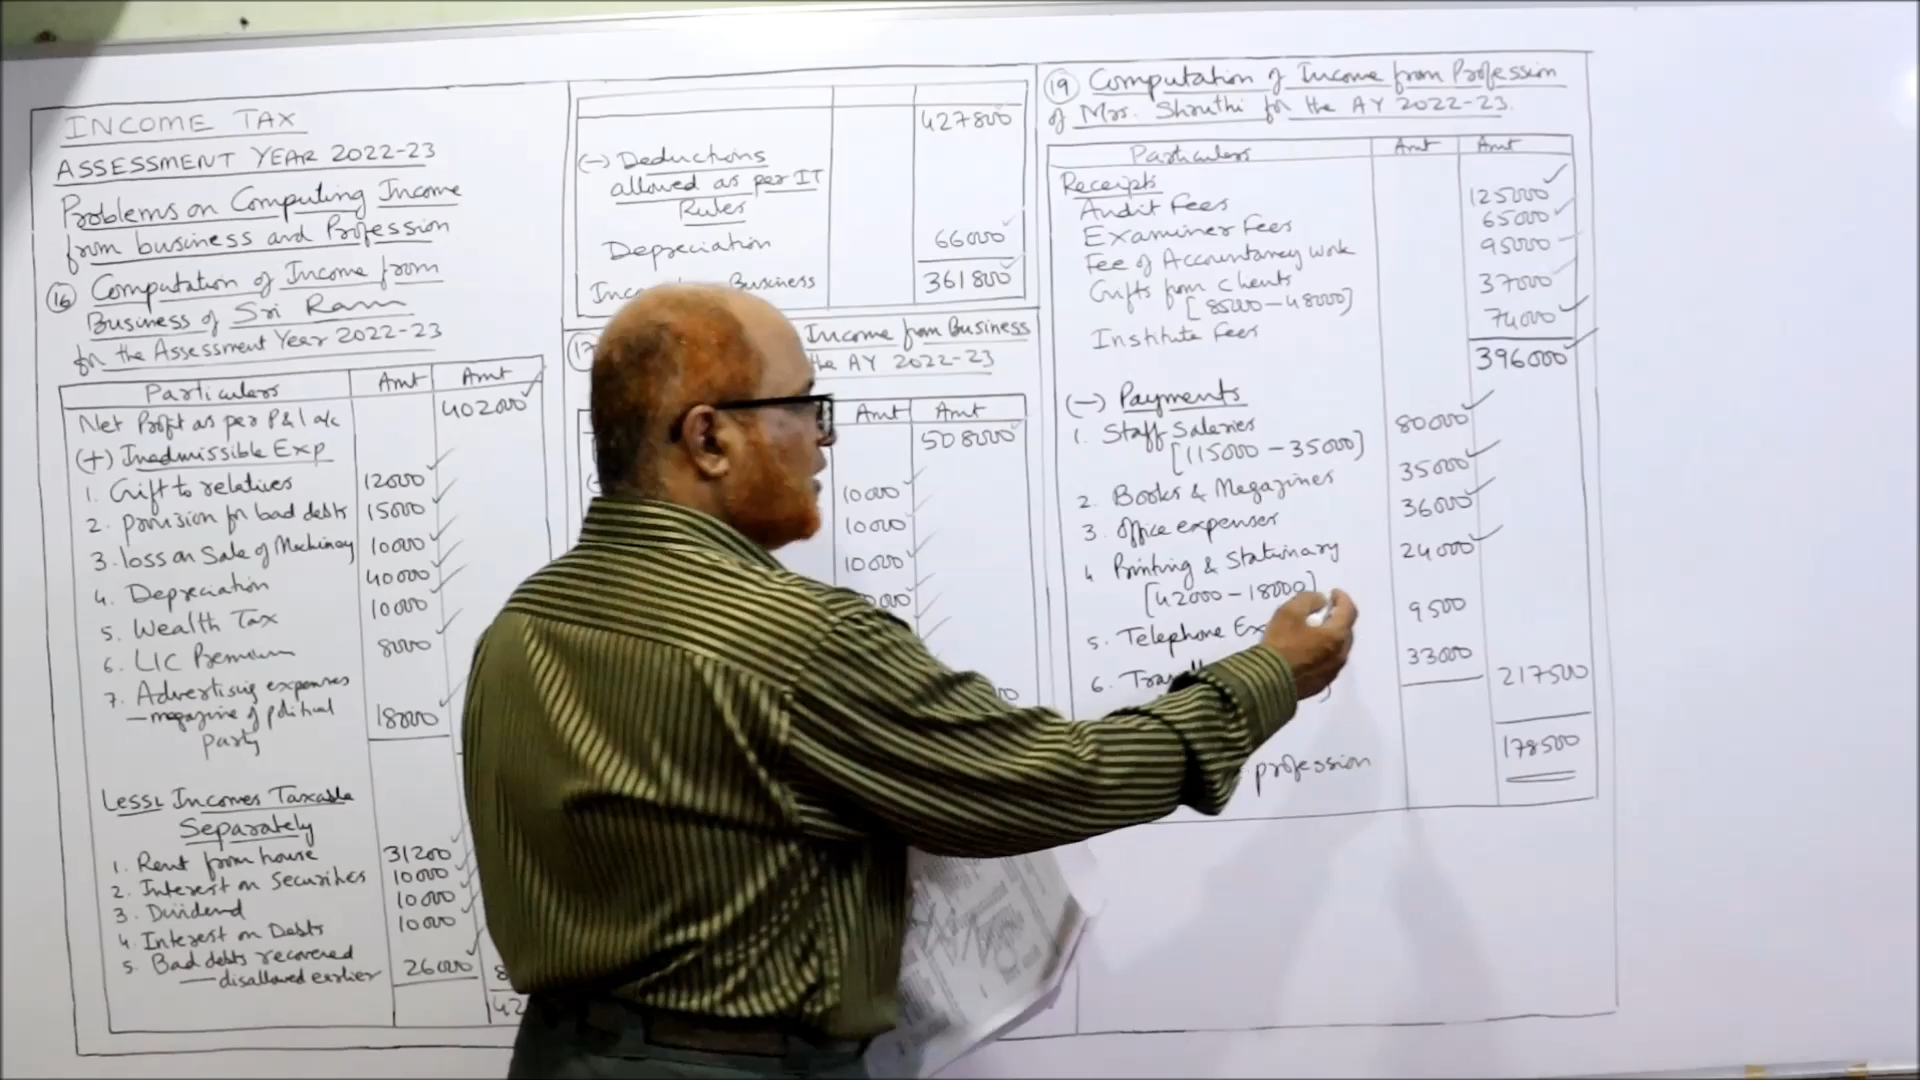 INCOME TAX
ASSESSMENT YEAR 2022-23
Problems on Computing Income
from business and Profession
16 Computation of Income from
Business of Sri Ram
for the Assessment Year 2022-23
Particulars Amt Amt
Net Profit as per P&L a/c 402000
(+) Inadmissible Exp
1. Gift to relatives 12000
2. provision for bad debts 15000
3. loss on Sale of Machinery 10000
4. Depreciation 40000
5. Wealth Tax 10000
6. LIC Premium 8000
7. Advertising expenses
— magazine of political
party 18000
Less: Incomes Taxable
Separately
1. Rent from house 31200
2. Interest on Securities 10000
3. Dividend 10000
4. Interest on Debts 10000
5. Bad debts recovered
— disallowed earlier 26000
427800
(-) Deductions
allowed as per IT
Rules
Depreciation 66000
Business 361800
Income from Business
the AY 2022-23
Amt Amt
508000
10000
10000
10000
19 Computation of Income from Profession
of Mrs. Shruthi for the AY 2022-23.
Particulars Amt Amt
Receipts
Audit Fees 125000
Examiner Fees 65000
Fee of Accountancy work 95000
Gifts from clients 37000
[85000-48000]
Institute Fees 74000
396000
(-) Payments
1. Staff Salaries 80000
[115000-35000]
2. Books & Megazines 35000
3. office expenses 36000
4 Printing & Stationary 24000
[42000-18000]
5. Telephone 9500
6. 33000 217500
profession 178500